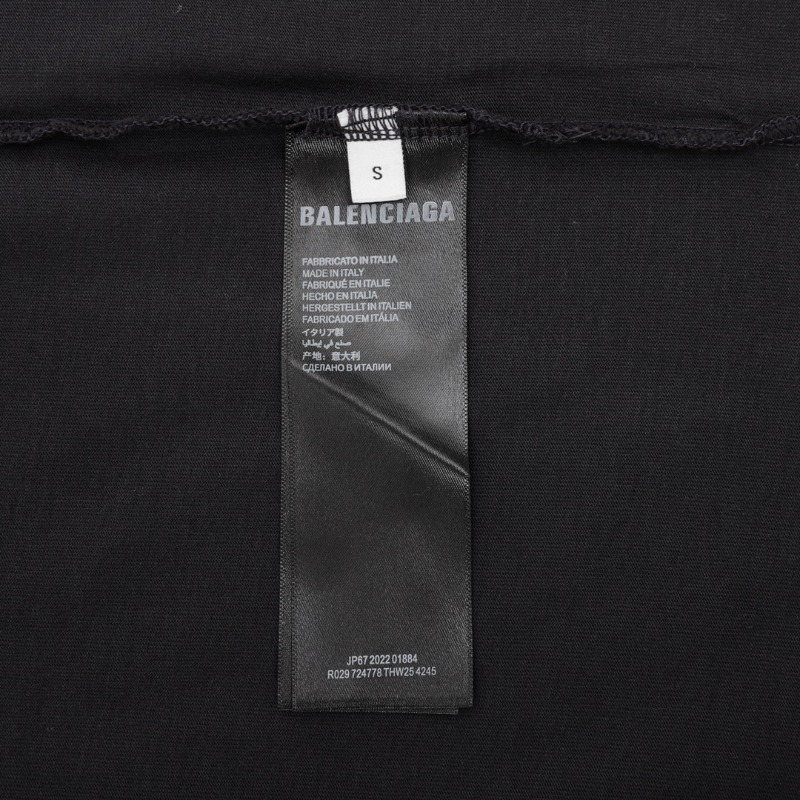 S
BALENCIAGA
FABBRICATO IN ITALIA
MADE IN ITALY
FABRIQUÉ EN ITALIE
HECHO EN ITALIA
HERGESTELLT IN ITALIEN
FABRICADO EM ITÁLIA
イタリア製
صنع في إيطاليا
产地：意大利
СДЕЛАНО В ИТАЛИИ
JP67 2022 01884
R029 724778 THW25 4245